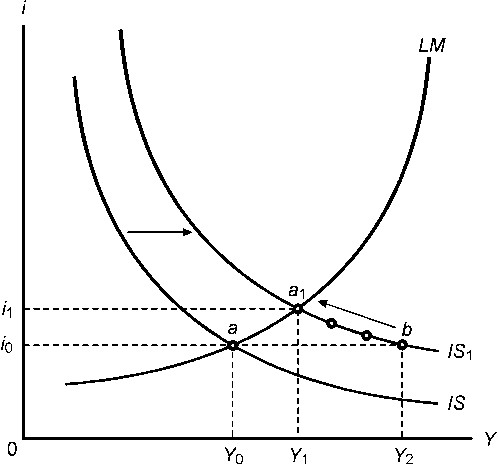 i
LM
a₁
i₁
a
b
i₀
IS₁
IS
0
Y
Y₀
Y₁
Y₂